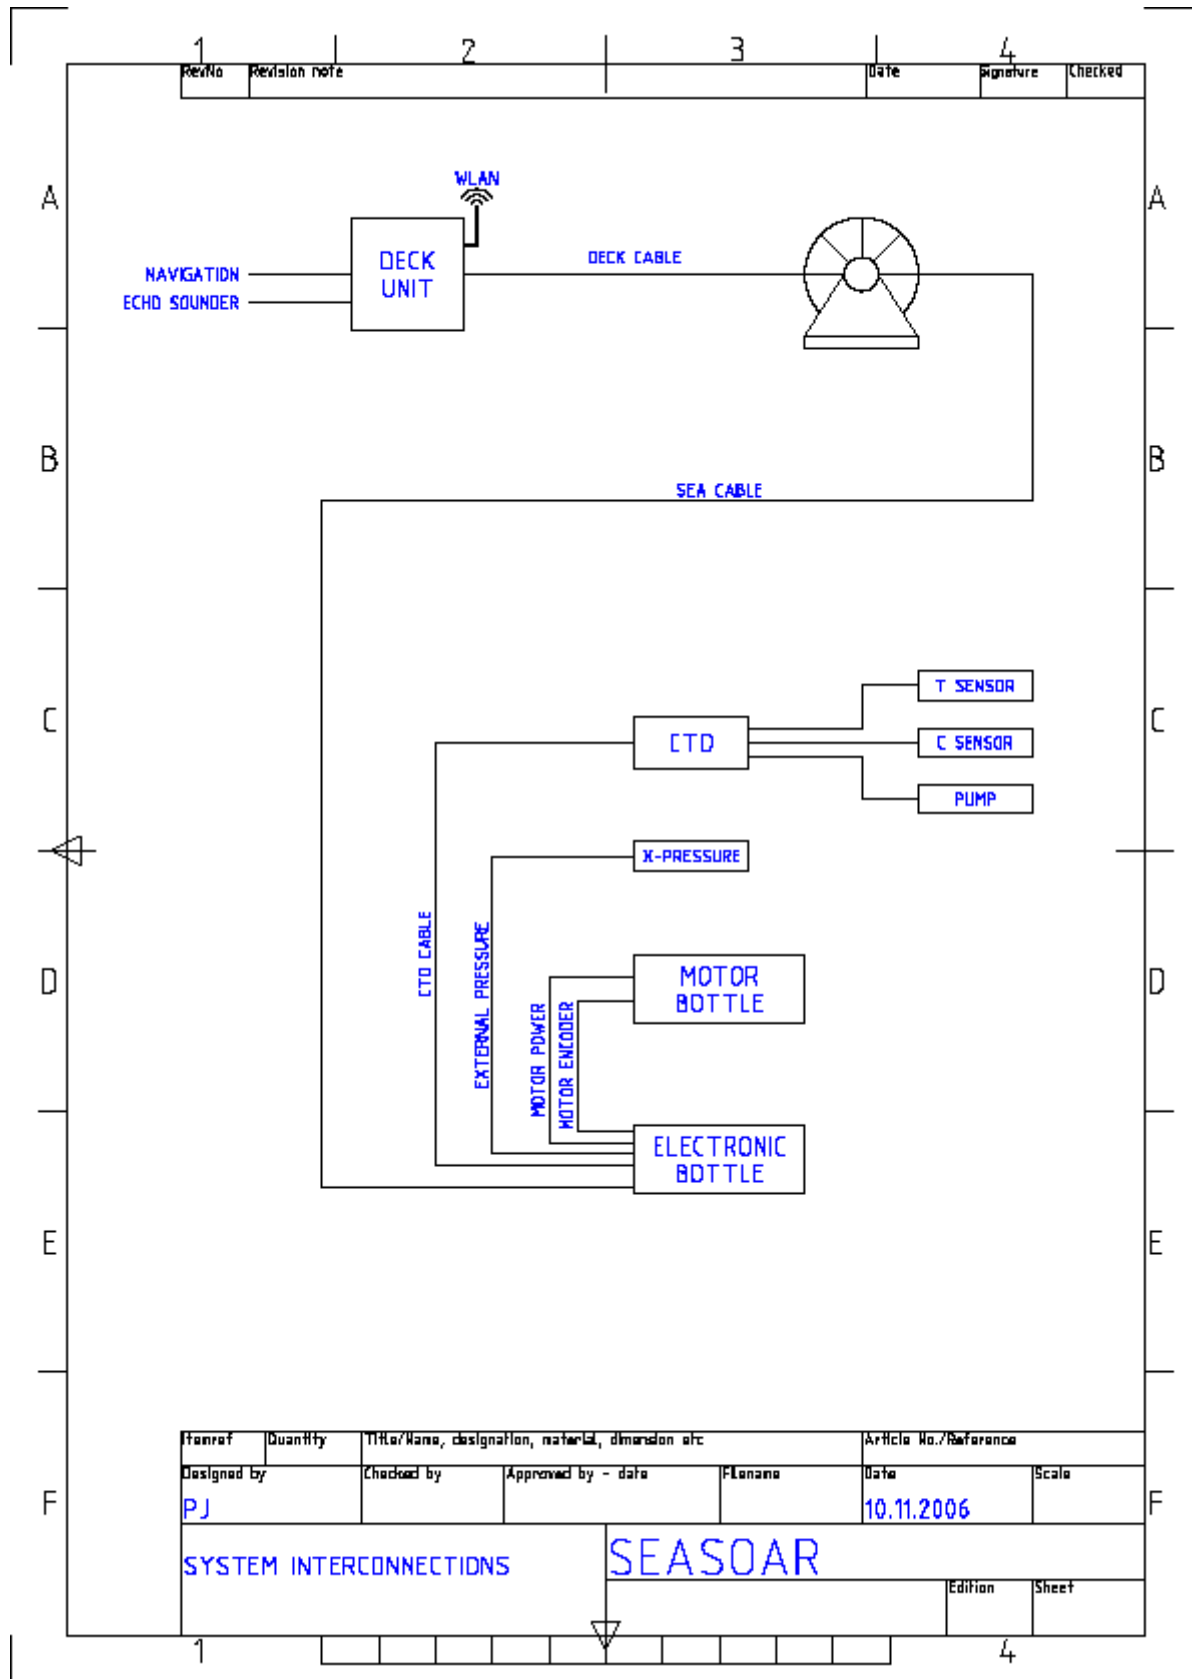 1 2 3 4
RevNo Revision note Date Signature Checked
A A
WLAN
DECK
UNIT
DECK CABLE
NAVIGATION
ECHO SOUNDER
B B
SEA CABLE
C C
T SENSOR
CTD
C SENSOR
PUMP
X-PRESSURE
CTD CABLE
EXTERNAL PRESSURE
MOTOR POWER
MOTOR ENCODER
D D
MOTOR
BOTTLE
ELECTRONIC
BOTTLE
E E
Itemref Quantity Title/Name, designation, material, dimension etc Article No./Reference
Designed by Checked by Approved by - date Filename Date Scale
F F
PJ 10.11.2006
SYSTEM INTERCONNECTIONS
SEASOAR
Edition Sheet
1 4